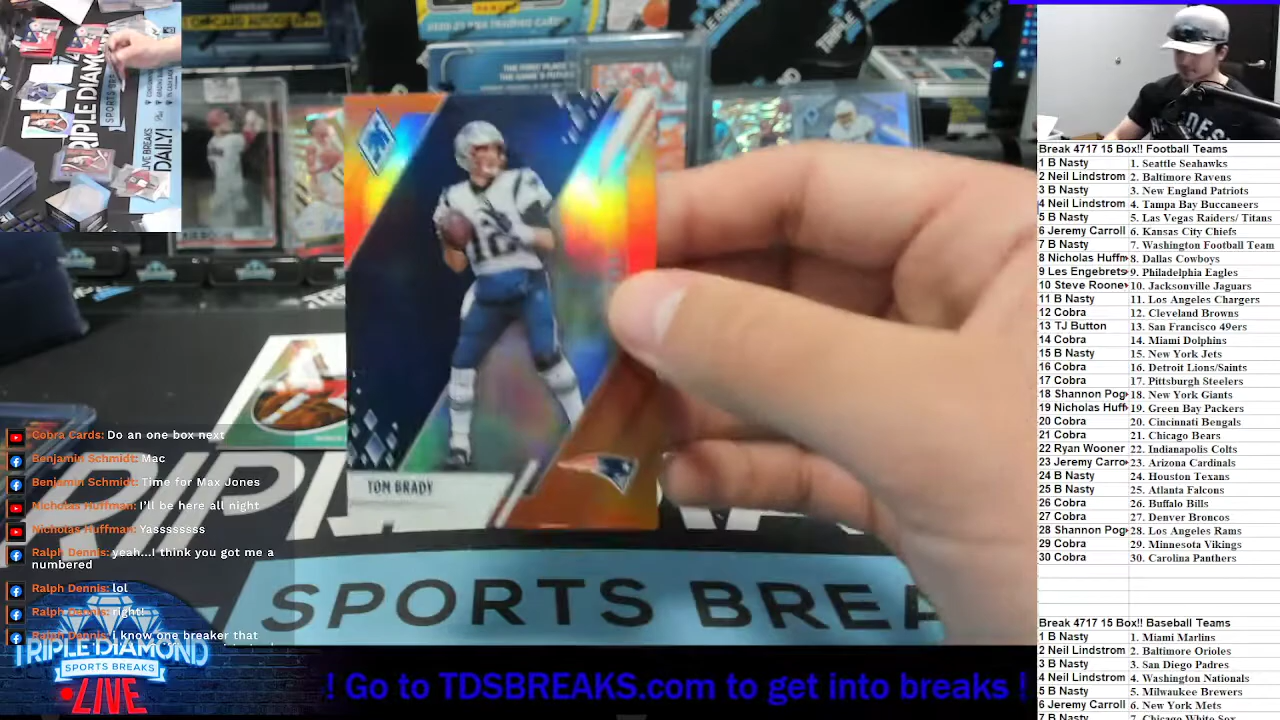 TRIPLE DIAMOND
SPORTS BREAKS
LIVE BREAKS
DAILY!
TOM BRADY
SPORTS BREA
Cobra Cards: Do an one box next
Benjamin Schmidt: Mac
Benjamin Schmidt: Time for Max Jones
Nicholas Huffman: I'll be here all night
Nicholas Huffman: Yasssssss
Ralph Dennis: yeah...I think you got me a
numbered
Ralph Dennis: lol
Ralph Dennis: right!
Ralph Dennis: i know one breaker that
TRIPLE DIAMOND
SPORTS BREAKS
LIVE
! Go to TDSBREAKS.com to get into breaks !
Break 4717 15 Box!! Football Teams
1 B Nasty 1. Seattle Seahawks
2 Neil Lindstrom 2. Baltimore Ravens
3 B Nasty 3. New England Patriots
4 Neil Lindstrom 4. Tampa Bay Buccaneers
5 B Nasty 5. Las Vegas Raiders/ Titans
6 Jeremy Carroll 6. Kansas City Chiefs
7 B Nasty 7. Washington Football Team
8 Nicholas Huffm 8. Dallas Cowboys
9 Les Engebrets 9. Philadelphia Eagles
10 Steve Roone 10. Jacksonville Jaguars
11 B Nasty 11. Los Angeles Chargers
12 Cobra 12. Cleveland Browns
13 TJ Button 13. San Francisco 49ers
14 Cobra 14. Miami Dolphins
15 B Nasty 15. New York Jets
16 Cobra 16. Detroit Lions/Saints
17 Cobra 17. Pittsburgh Steelers
18 Shannon Pog 18. New York Giants
19 Nicholas Huff 19. Green Bay Packers
20 Cobra 20. Cincinnati Bengals
21 Cobra 21. Chicago Bears
22 Ryan Wooner 22. Indianapolis Colts
23 Jeremy Carro 23. Arizona Cardinals
24 B Nasty 24. Houston Texans
25 B Nasty 25. Atlanta Falcons
26 Cobra 26. Buffalo Bills
27 Cobra 27. Denver Broncos
28 Shannon Pog 28. Los Angeles Rams
29 Cobra 29. Minnesota Vikings
30 Cobra 30. Carolina Panthers
Break 4717 15 Box!! Baseball Teams
1 B Nasty 1. Miami Marlins
2 Neil Lindstrom 2. Baltimore Orioles
3 B Nasty 3. San Diego Padres
4 Neil Lindstrom 4. Washington Nationals
5 B Nasty 5. Milwaukee Brewers
6 Jeremy Carroll 6. New York Mets
7 B Nasty 7. Chicago White Sox